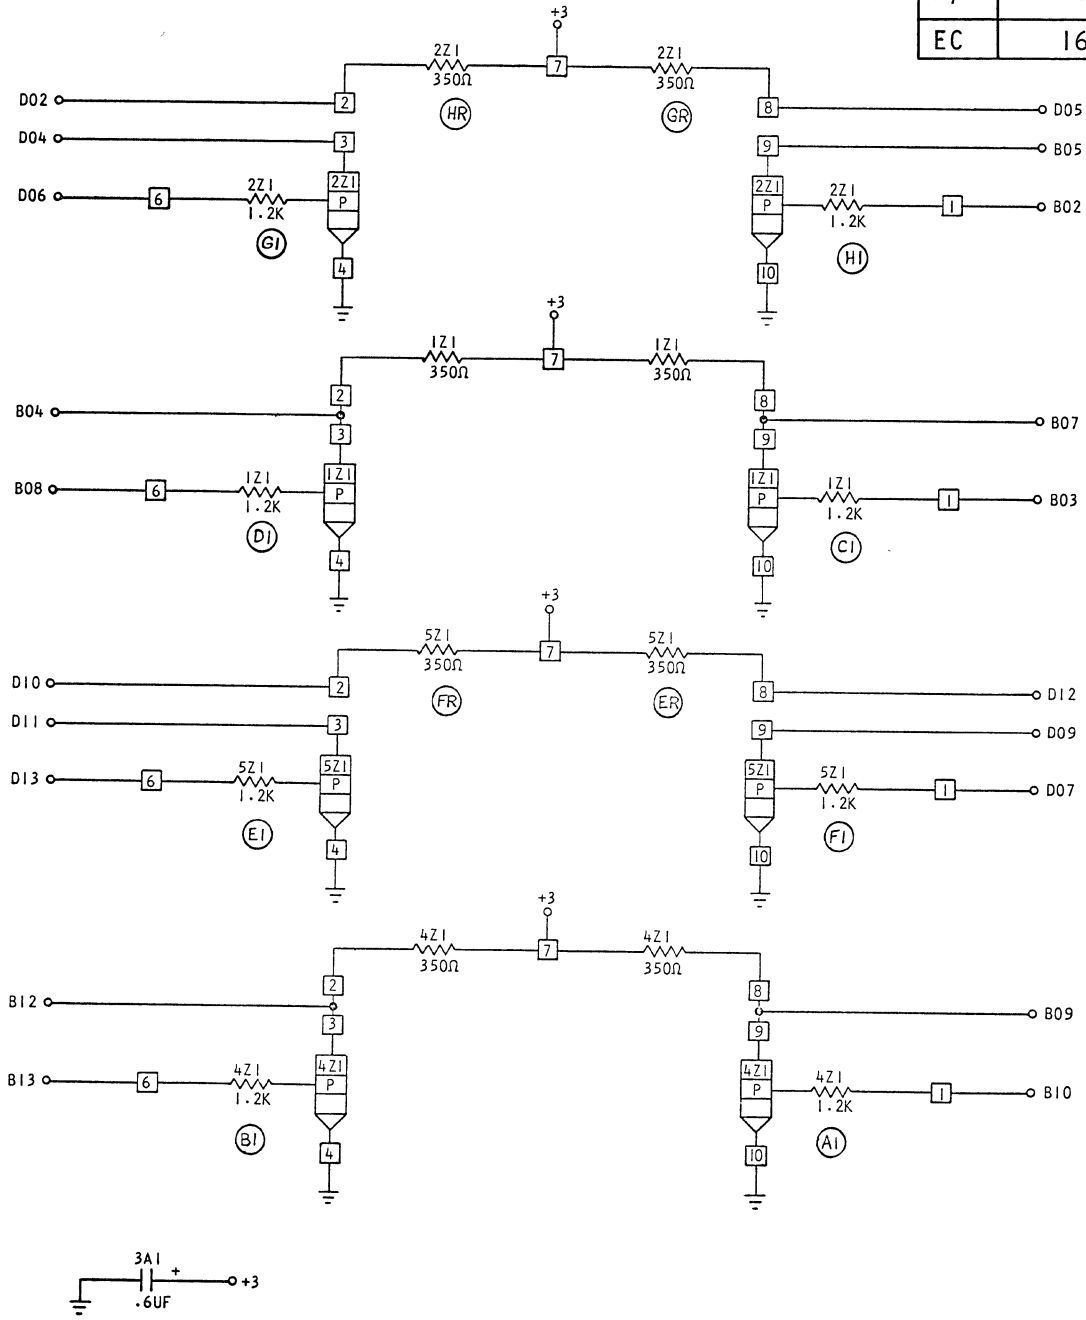 EC 16
+3
2Z1 7 2Z1
350Ω 350Ω
D02 2 HR GR 8 D05
D04 3 9 B05
2Z1 2Z1
D06 6 2Z1 P P 2Z1 1 B02
1.2K 1.2K
G1 H1
4 10
+3
1Z1 7 1Z1
350Ω 350Ω
2 8
B04 B07
3 9
1Z1 1Z1
B08 6 1Z1 P P 1Z1 1 B03
1.2K 1.2K
D1 C1
4 10
+3
5Z1 7 5Z1
350Ω 350Ω
D10 2 FR ER 8 D12
D11 3 9 D09
5Z1 5Z1
D13 6 5Z1 P P 5Z1 1 D07
1.2K 1.2K
E1 F1
4 10
+3
4Z1 7 4Z1
350Ω 350Ω
2 8
B12 B09
3 9
4Z1 4Z1
B13 6 4Z1 P P 4Z1 1 B10
1.2K 1.2K
B1 A1
4 10
3A1
+ +3
.6UF